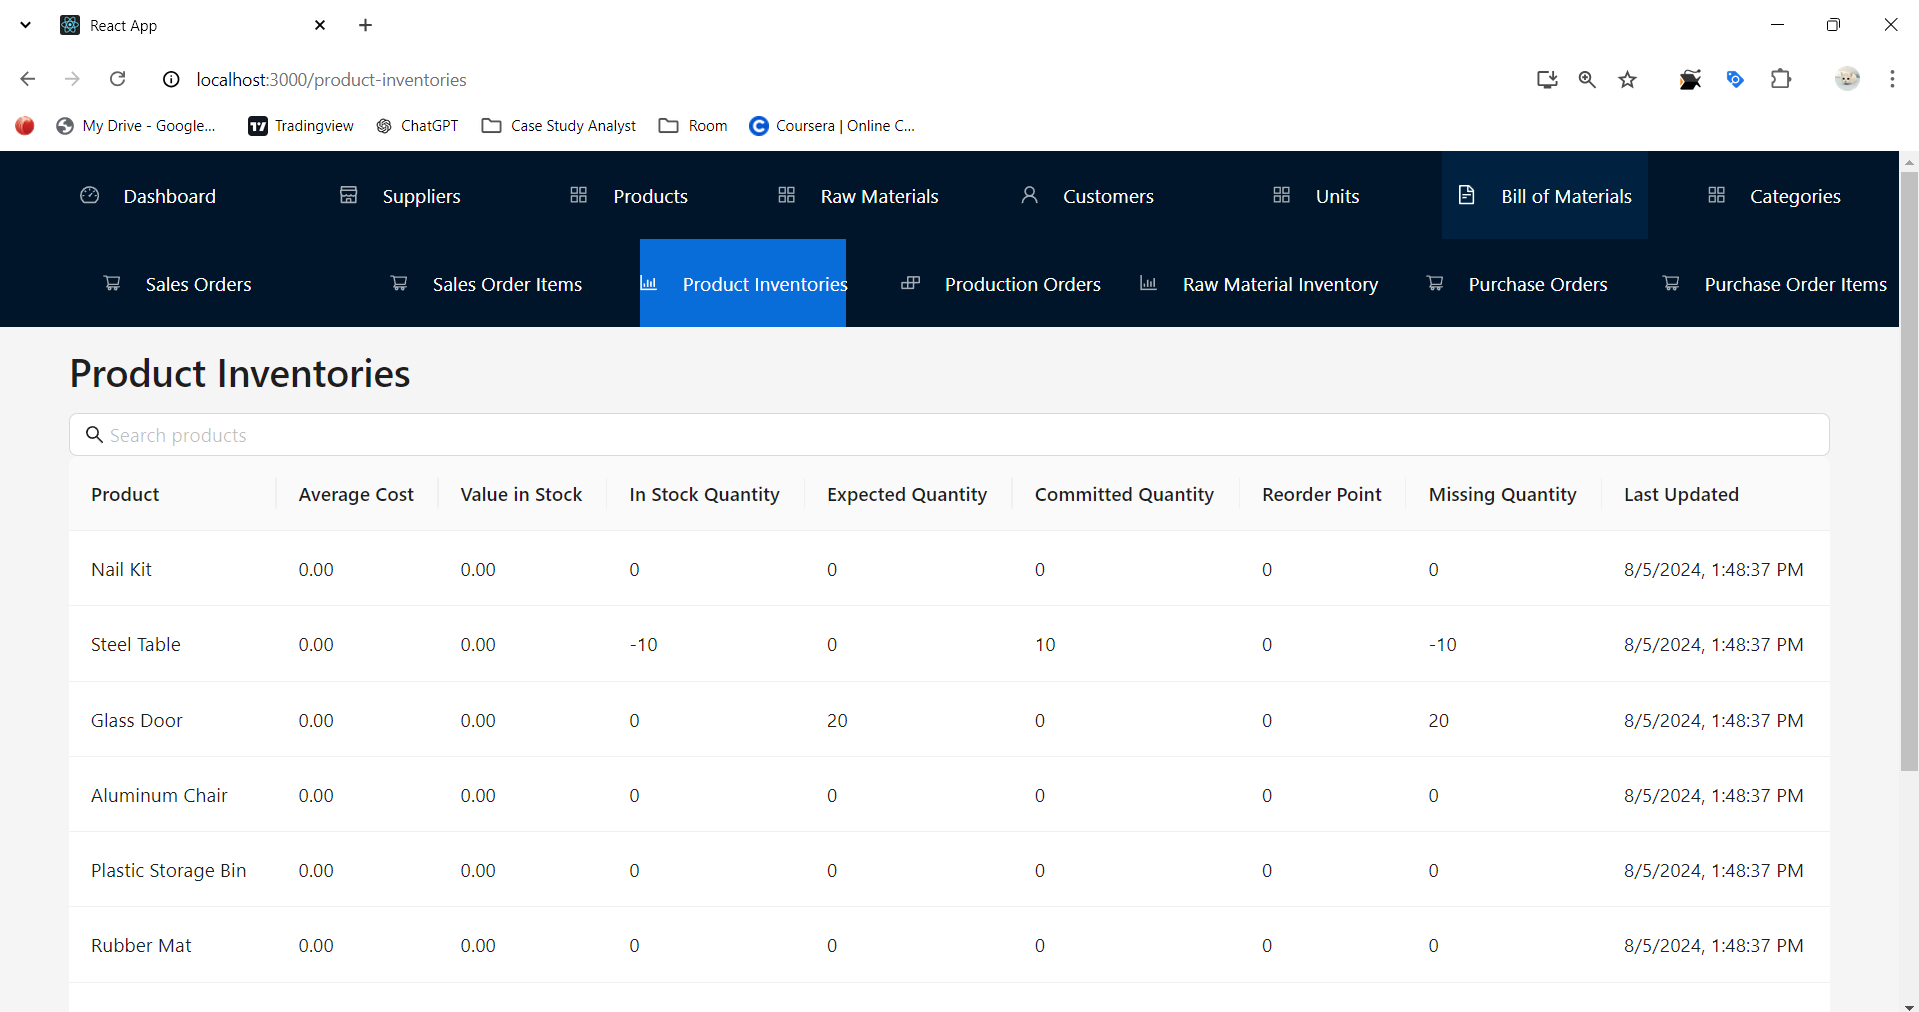 React App
localhost:3000/product-inventories
My Drive - Google... Tradingview ChatGPT Case Study Analyst Room Coursera | Online C...
Dashboard Suppliers Products Raw Materials Customers Units Bill of Materials Categories
Sales Orders Sales Order Items Product Inventories Production Orders Raw Material Inventory Purchase Orders Purchase Order Items
Product Inventories
Search products
Product Average Cost Value in Stock In Stock Quantity Expected Quantity Committed Quantity Reorder Point Missing Quantity Last Updated
Nail Kit 0.00 0.00 0 0 0 0 0 8/5/2024, 1:48:37 PM
Steel Table 0.00 0.00 -10 0 10 0 -10 8/5/2024, 1:48:37 PM
Glass Door 0.00 0.00 0 20 0 0 20 8/5/2024, 1:48:37 PM
Aluminum Chair 0.00 0.00 0 0 0 0 0 8/5/2024, 1:48:37 PM
Plastic Storage Bin 0.00 0.00 0 0 0 0 0 8/5/2024, 1:48:37 PM
Rubber Mat 0.00 0.00 0 0 0 0 0 8/5/2024, 1:48:37 PM